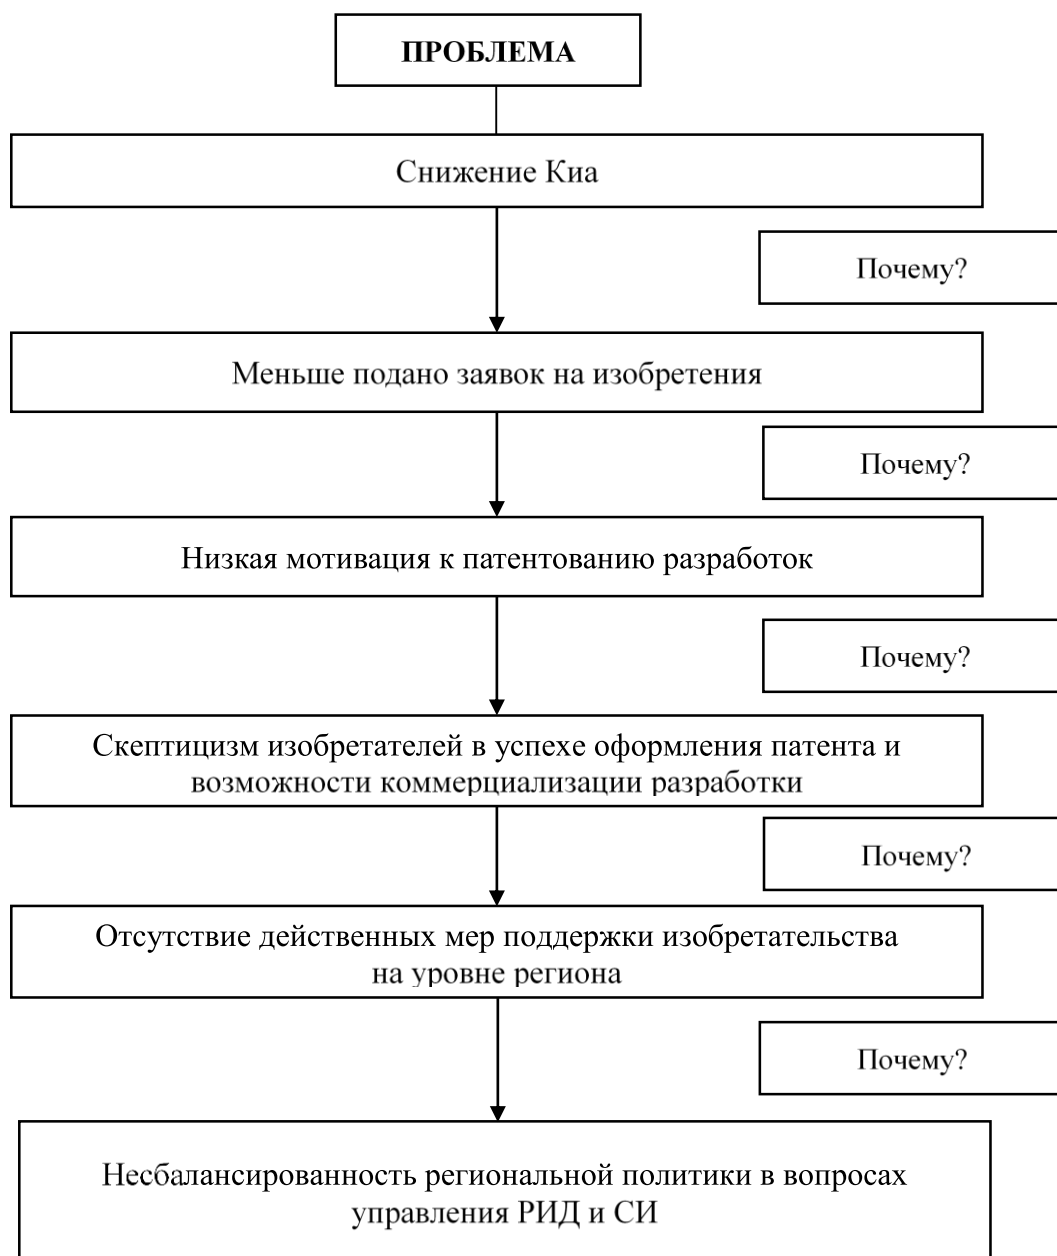 ПРОБЛЕМА
Снижение Киа
Почему?
Меньше подано заявок на изобретения
Почему?
Низкая мотивация к патентованию разработок
Почему?
Скептицизм изобретателей в успехе оформления патента и
возможности коммерциализации разработки
Почему?
Отсутствие действенных мер поддержки изобретательства
на уровне региона
Почему?
Несбалансированность региональной политики в вопросах
управления РИД и СИ